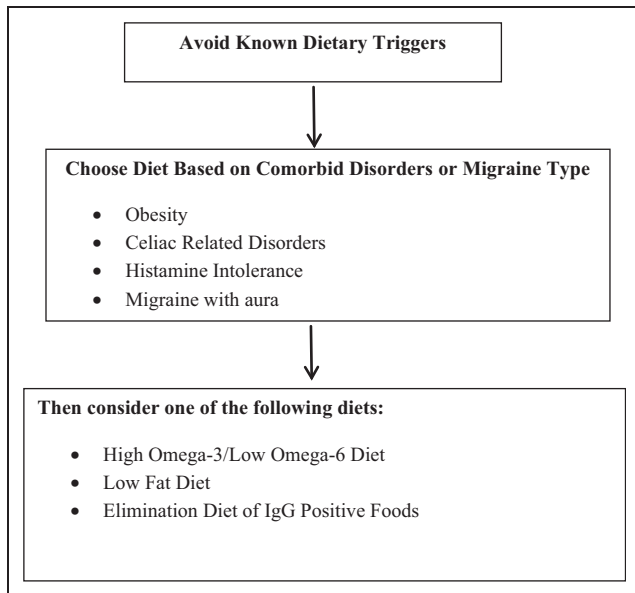 Avoid Known Dietary Triggers
Choose Diet Based on Comorbid Disorders or Migraine Type
• Obesity
• Celiac Related Disorders
• Histamine Intolerance
• Migraine with aura
Then consider one of the following diets:
• High Omega-3/Low Omega-6 Diet
• Low Fat Diet
• Elimination Diet of IgG Positive Foods